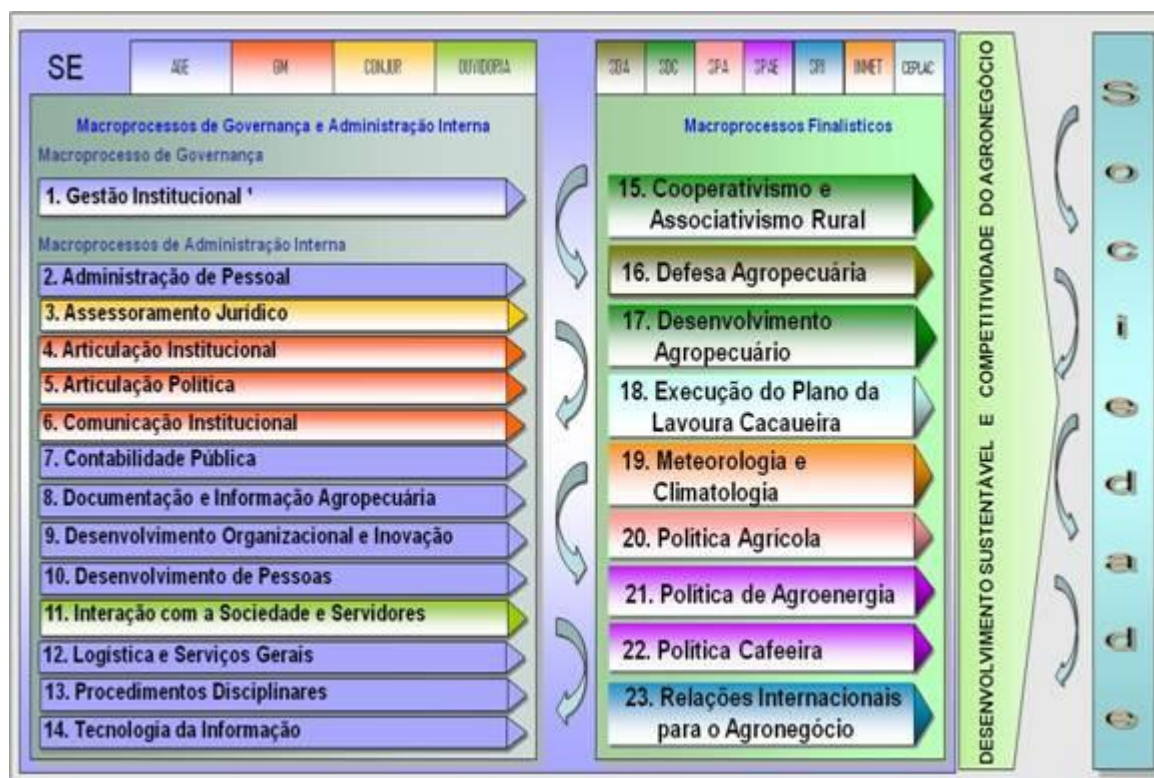 SE
AGE
GM
CONJUR
OUVIDORIA
Macroprocessos de Governança e Administração Interna
Macroprocesso de Governança
1. Gestão Institucional ¹
Macroprocessos de Administração Interna
2. Administração de Pessoal
3. Assessoramento Jurídico
4. Articulação Institucional
5. Articulação Política
6. Comunicação Institucional
7. Contabilidade Pública
8. Documentação e Informação Agropecuária
9. Desenvolvimento Organizacional e Inovação
10. Desenvolvimento de Pessoas
11. Interação com a Sociedade e Servidores
12. Logística e Serviços Gerais
13. Procedimentos Disciplinares
14. Tecnologia da Informação
SDA
SDC
SPA
SPAE
SRI
INMET
CEPLAC
Macroprocessos Finalísticos
15. Cooperativismo e
Associativismo Rural
16. Defesa Agropecuária
17. Desenvolvimento
Agropecuário
18. Execução do Plano da
Lavoura Cacaueira
19. Meteorologia e
Climatologia
20. Política Agrícola
21. Política de Agroenergia
22. Política Cafeeira
23. Relações Internacionais
para o Agronegócio
DESENVOLVIMENTO SUSTENTÀVEL E COMPETITIVIDADE DO AGRONEGÓCIO
Sociedade